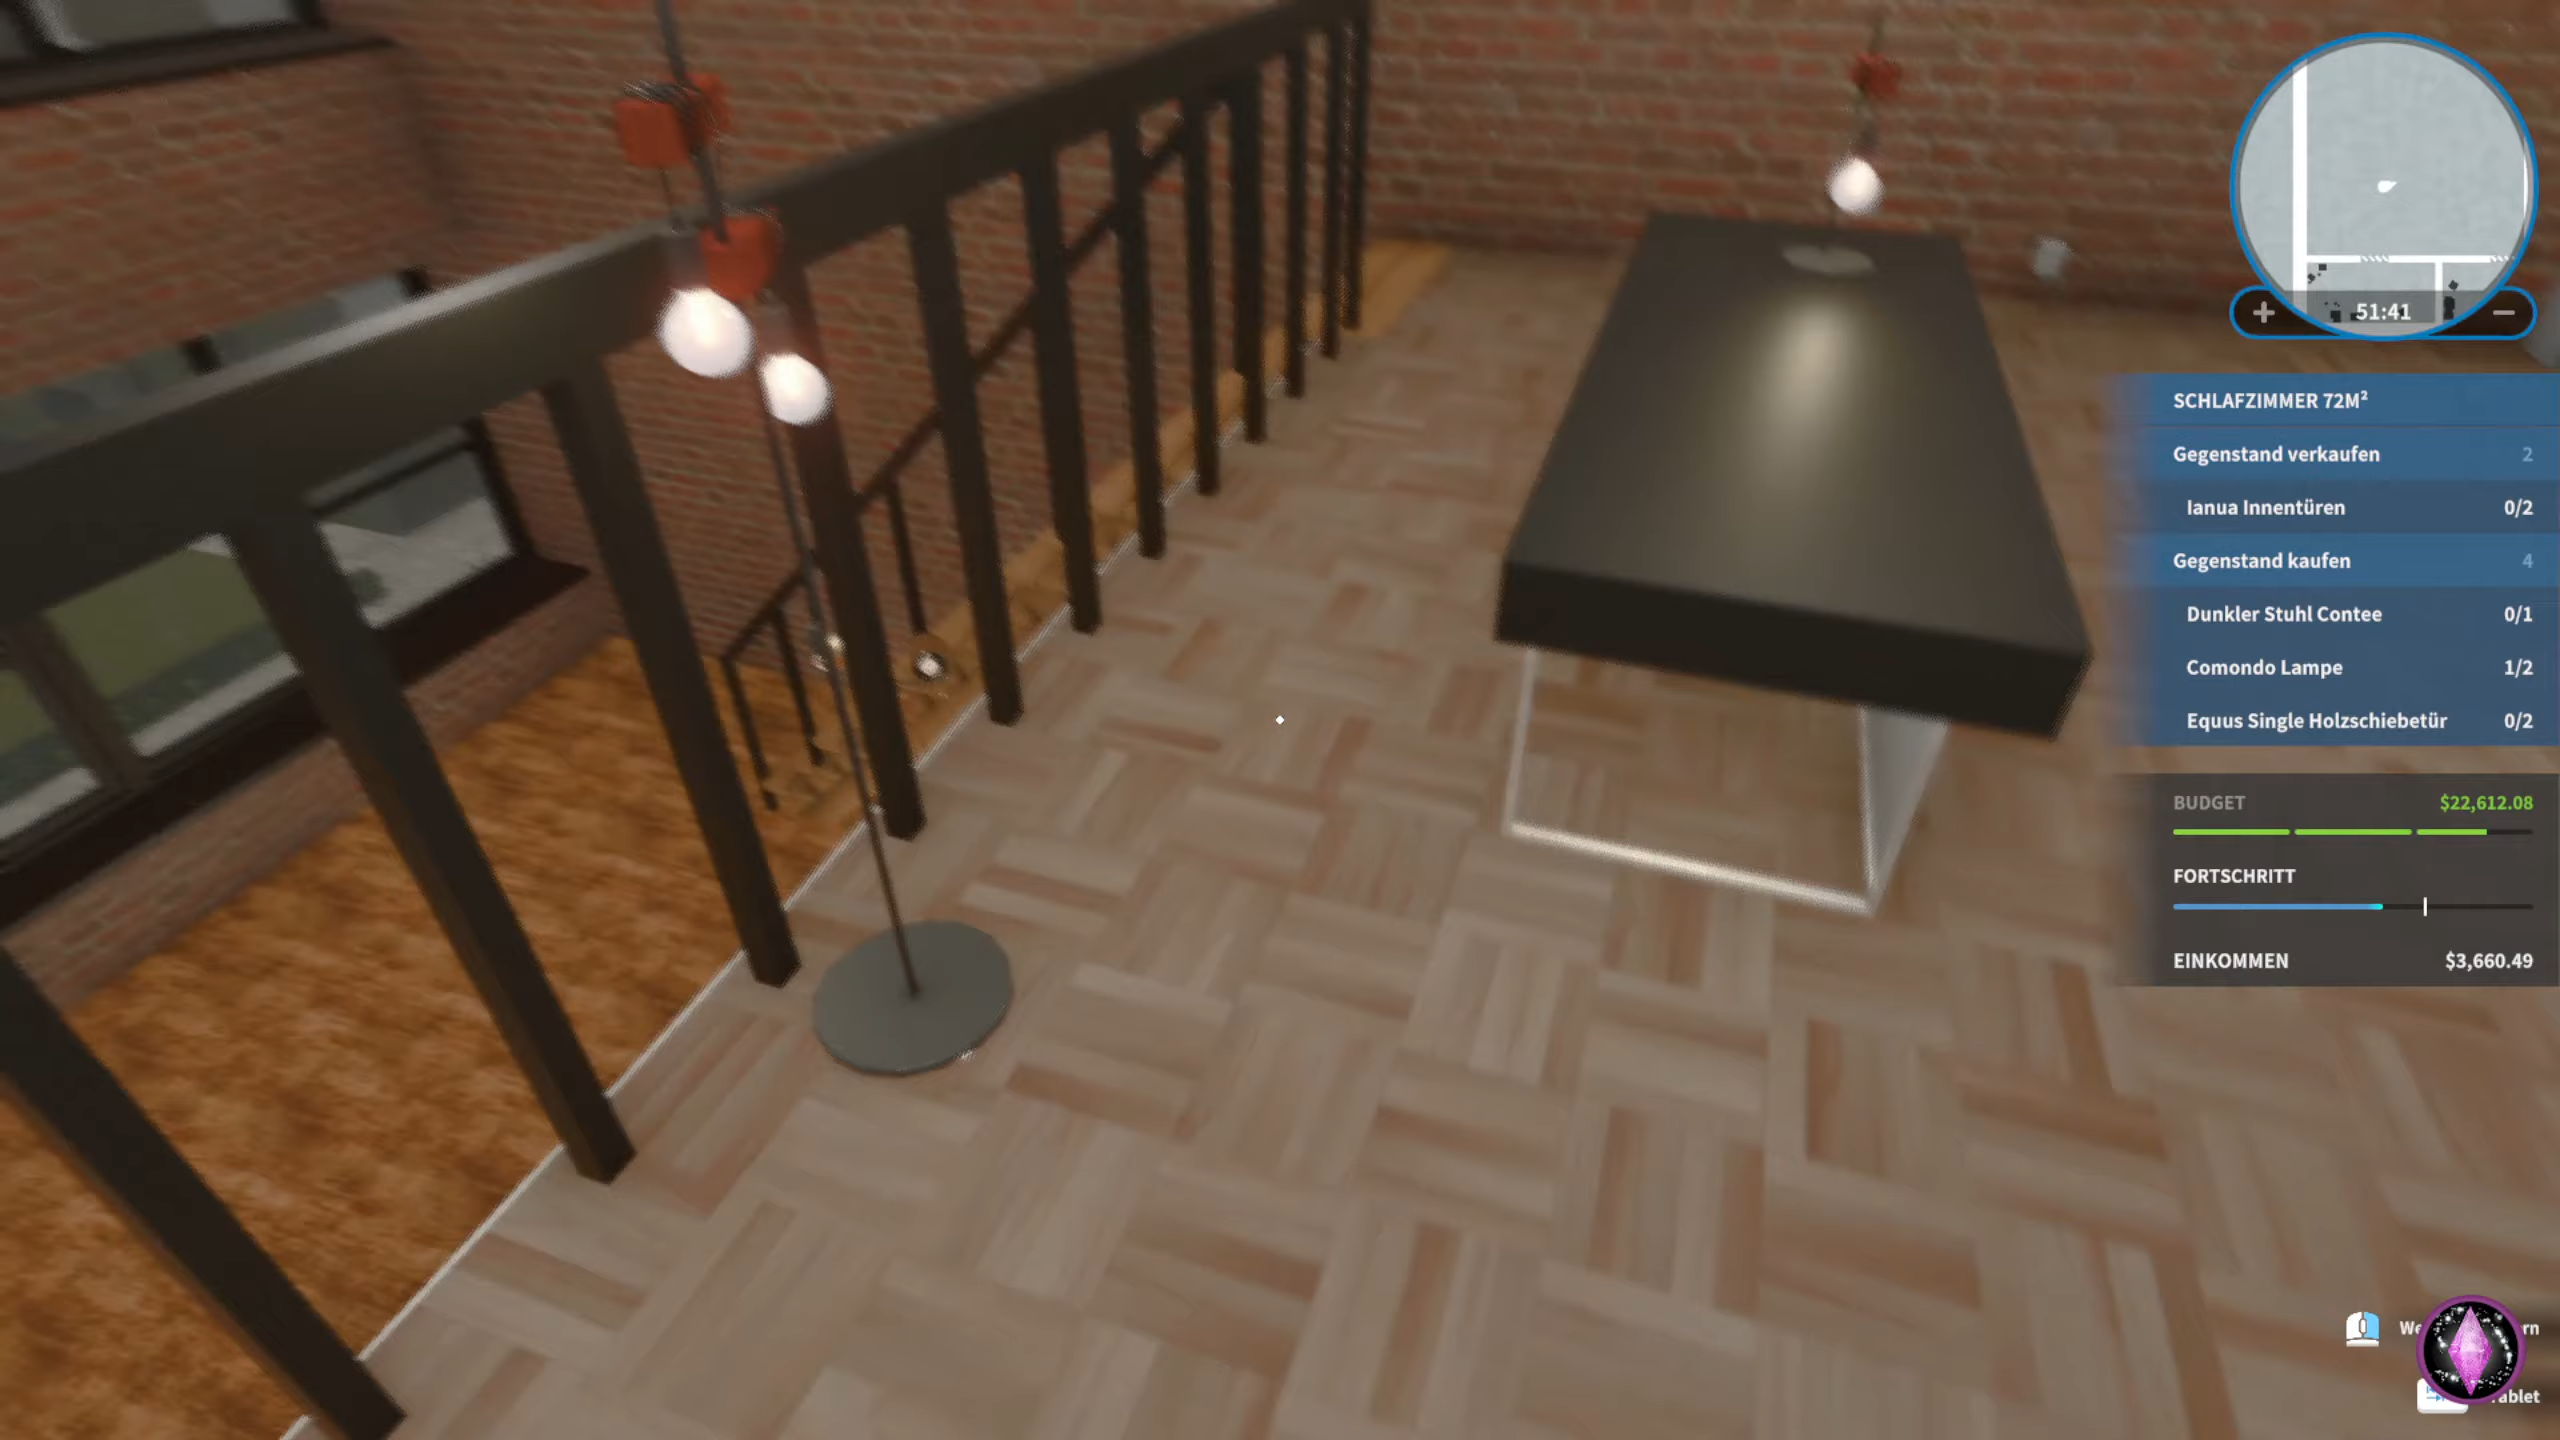 51:41
SCHLAFZIMMER 72M²
Gegenstand verkaufen 2
Ianua Innentüren 0/2
Gegenstand kaufen 4
Dunkler Stuhl Contee 0/1
Comondo Lampe 1/2
Equus Single Holzschiebetür 0/2
BUDGET $22,612.08
FORTSCHRITT
EINKOMMEN $3,660.49